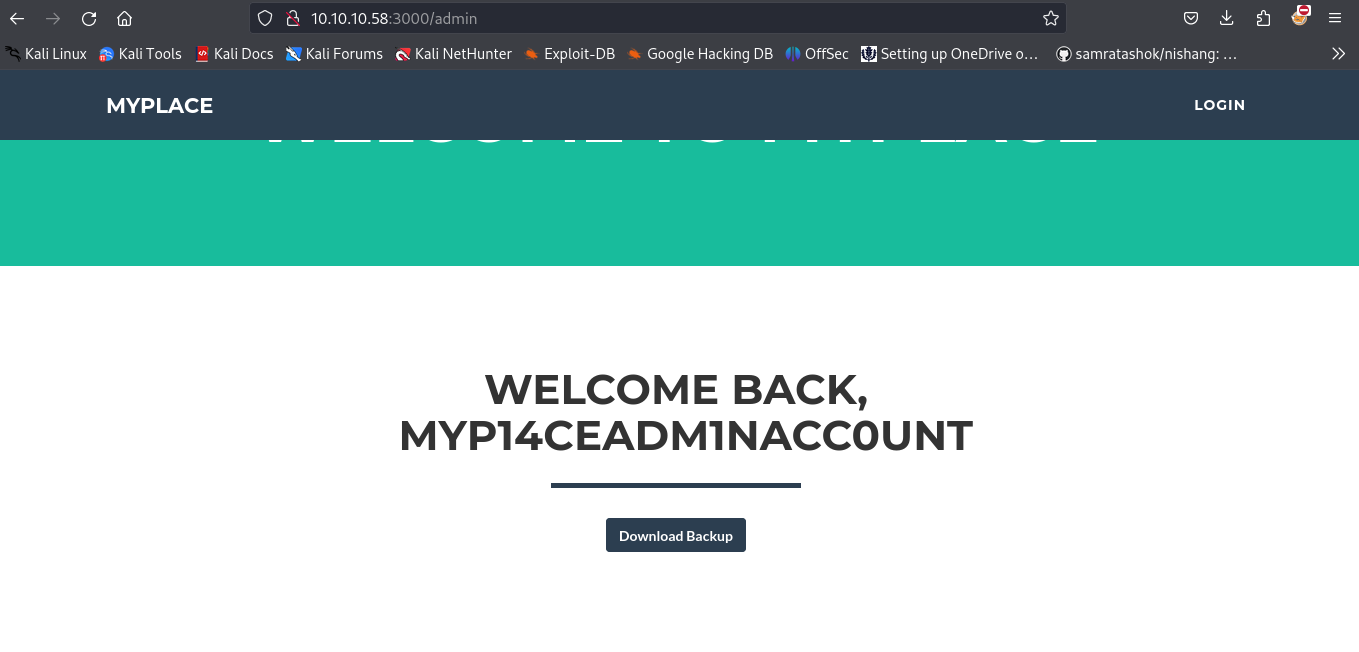 10.10.10.58:3000/admin
Kali Linux Kali Tools Kali Docs Kali Forums Kali NetHunter Exploit-DB Google Hacking DB OffSec Setting up OneDrive o… samratashok/nishang: …
MYPLACE LOGIN
WELCOME BACK,
MYP14CEADM1NACC0UNT
Download Backup